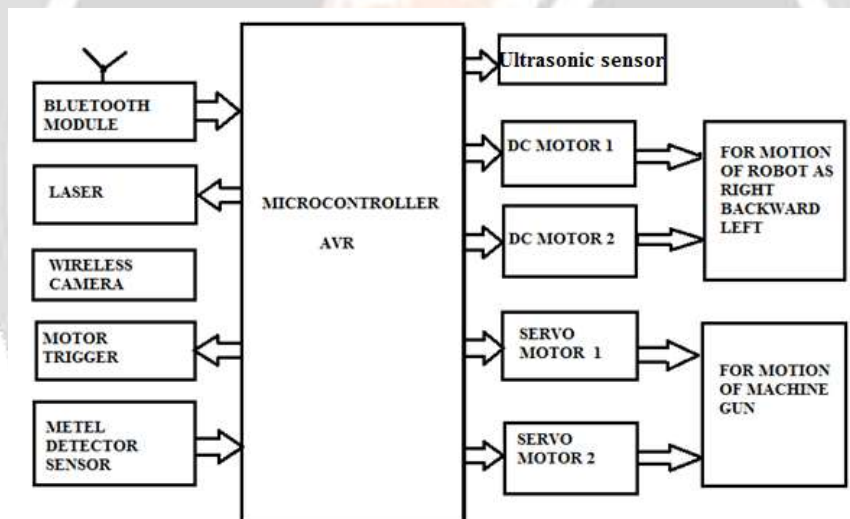 BLUETOOTH
MODULE
LASER
WIRELESS
CAMERA
MOTOR
TRIGGER
METEL
DETECTOR
SENSOR
MICROCONTROLLER
AVR
Ultrasonic sensor
DC MOTOR 1
DC MOTOR 2
FOR MOTION
OF ROBOT AS
RIGHT
BACKWARD
LEFT
SERVO
MOTOR 1
SERVO
MOTOR 2
FOR MOTION
OF MACHINE
GUN